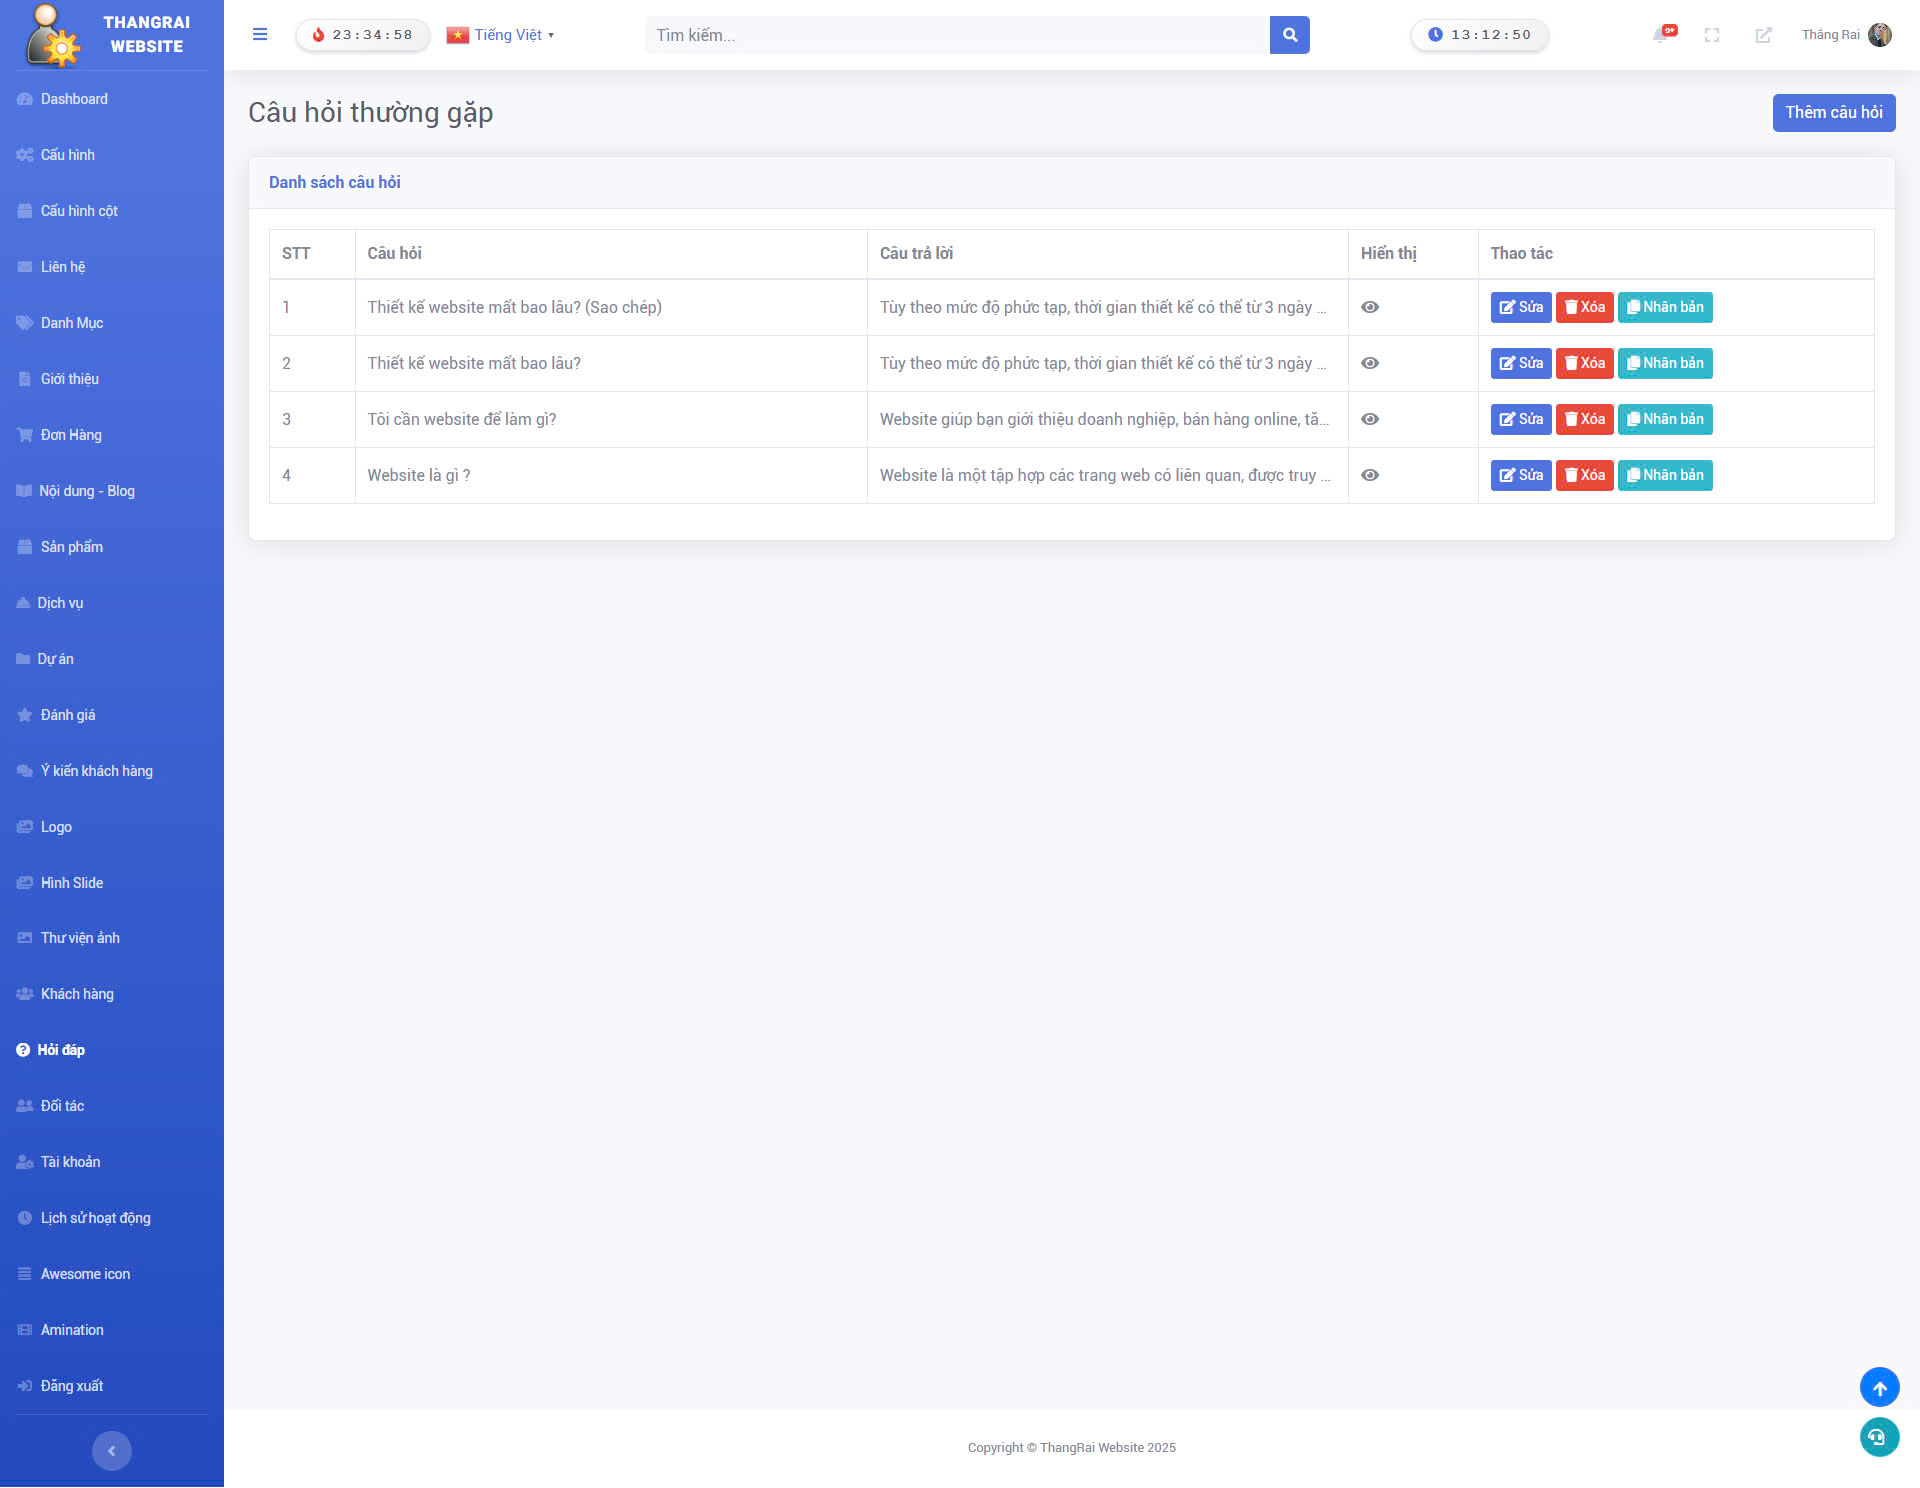 THANGRAI
WEBSITE
23:34:58
Tiếng Việt
Tìm kiếm...
13:12:50
9+
Thắng Rai
Dashboard
Cấu hình
Cấu hình cột
Liên hệ
Danh Mục
Giới thiệu
Đơn Hàng
Nội dung - Blog
Sản phẩm
Dịch vụ
Dự án
Đánh giá
Ý kiến khách hàng
Logo
Hình Slide
Thư viện ảnh
Khách hàng
Hỏi đáp
Đối tác
Tài khoản
Lịch sử hoạt động
Awesome icon
Amination
Đăng xuất
Câu hỏi thường gặp
Thêm câu hỏi
Danh sách câu hỏi
STT Câu hỏi Câu trả lời Hiển thị Thao tác
1 Thiết kế website mất bao lâu? (Sao chép) Tùy theo mức độ phức tạp, thời gian thiết kế có thể từ 3 ngày ... Sửa Xóa Nhân bản
2 Thiết kế website mất bao lâu? Tùy theo mức độ phức tạp, thời gian thiết kế có thể từ 3 ngày ... Sửa Xóa Nhân bản
3 Tôi cần website để làm gì? Website giúp bạn giới thiệu doanh nghiệp, bán hàng online, tă... Sửa Xóa Nhân bản
4 Website là gì ? Website là một tập hợp các trang web có liên quan, được truy ... Sửa Xóa Nhân bản
Copyright © ThangRai Website 2025